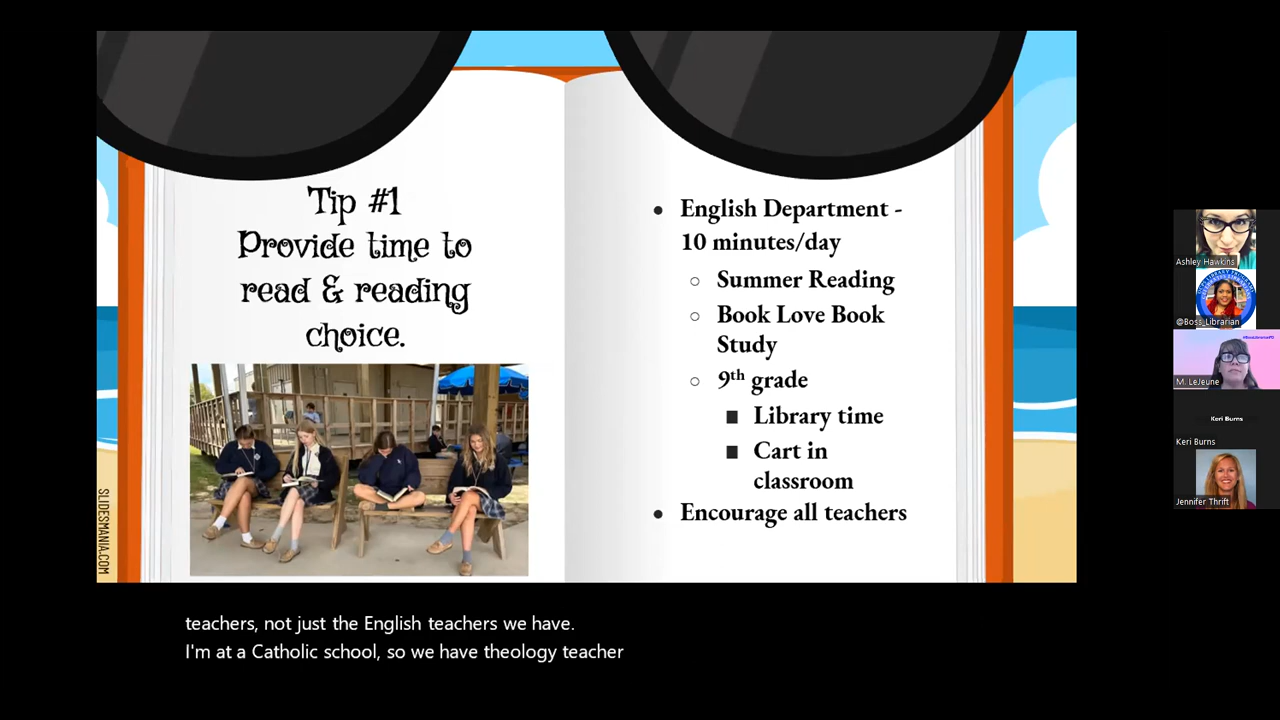 Tip #1
Provide time to
read & reading
choice.
English Department -
10 minutes/day
Summer Reading
Book Love Book
Study
9th grade
Library time
Cart in
classroom
Encourage all teachers
SLIDESMANIA.COM
teachers, not just the English teachers we have.
I'm at a Catholic school, so we have theology teacher
Ashley Hawkins
@Boss_Librarian
M. LeJeune
Keri Burns
Keri Burns
Jennifer Thrift